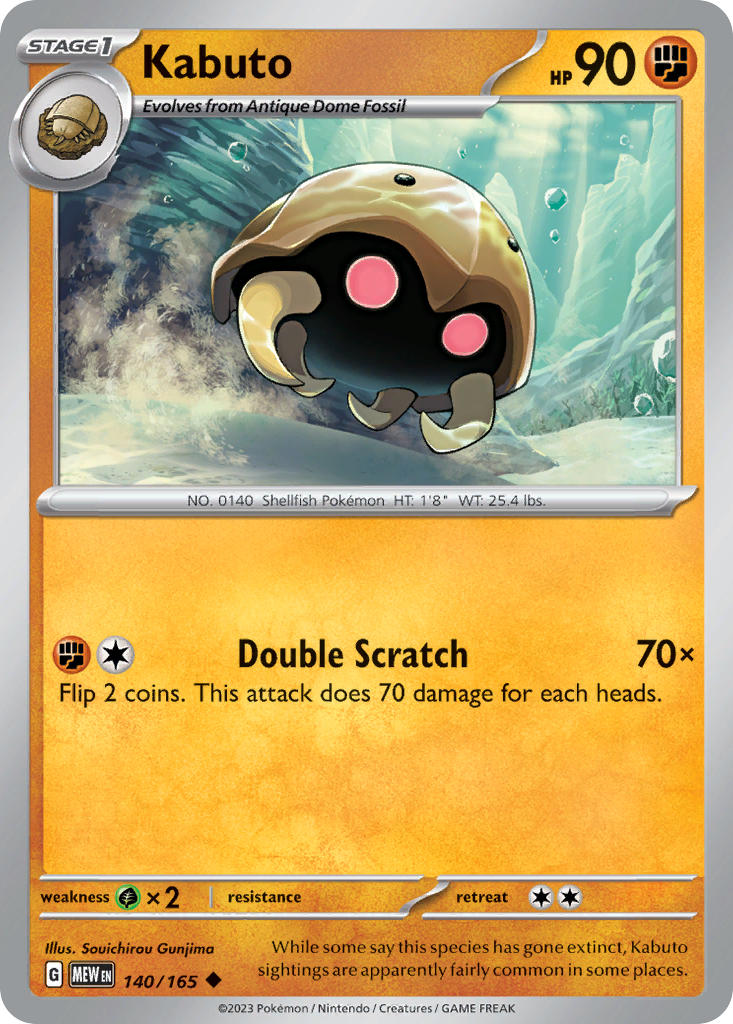 STAGE1
Kabuto
HP 90
Evolves from Antique Dome Fossil
NO. 0140 Shellfish Pokémon HT: 1'8" WT: 25.4 lbs.
Double Scratch 70×
Flip 2 coins. This attack does 70 damage for each heads.
weakness ×2 resistance retreat
Illus. Souichirou Gunjima
G MEW EN 140/165
While some say this species has gone extinct, Kabuto
sightings are apparently fairly common in some places.
©2023 Pokémon / Nintendo / Creatures / GAME FREAK